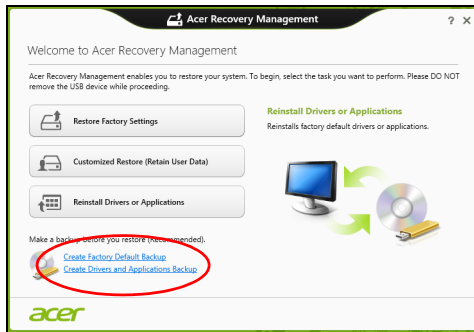 Acer Recovery Management
? X
Welcome to Acer Recovery Management
Acer Recovery Management enables you to restore your system. To begin, select the task you want to perform. Please DO NOT
remove the USB device while proceeding.
Restore Factory Settings
Customized Restore (Retain User Data)
Reinstall Drivers or Applications
Reinstall Drivers or Applications
Reinstalls factory default drivers or applications.
Make a backup before you restore (Recommended).
Create Factory Default Backup
Create Drivers and Applications Backup
acer